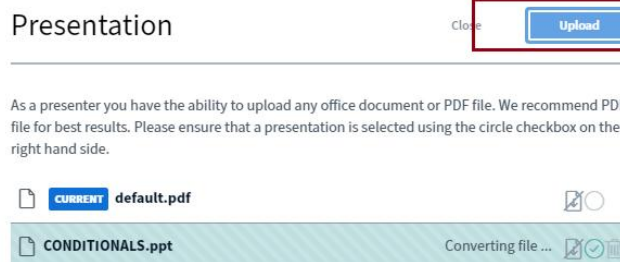 Presentation
Close
Upload
As a presenter you have the ability to upload any office document or PDF file. We recommend
file for best results. Please ensure that a presentation is selected using the circle checkbox on the
right hand side.
CURRENT default.pdf
CONDITIONALS.ppt Converting file ...